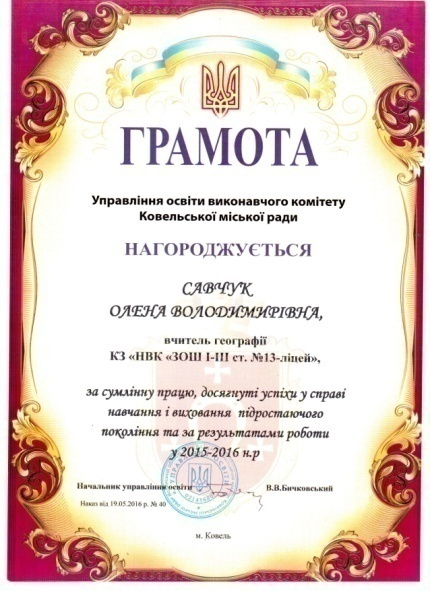 ГРАМОТА
Управління освіти виконавчого комітету
Ковельської міської ради
НАГОРОДЖУЄТЬСЯ
САВЧУК
ОЛЕНА ВОЛОДИМИРІВНА,
вчитель географії
КЗ «НВК «ЗОШ І-ІІІ ст. №13-ліцей»,
за сумлінну працю, досягнуті успіхи у справі
навчання і виховання підростаючого
покоління та за результатами роботи
у 2015-2016 н.р
Начальник управління освіти В.В.Бичковський
Наказ від 19.05.2016 р. № 40
м. Ковель